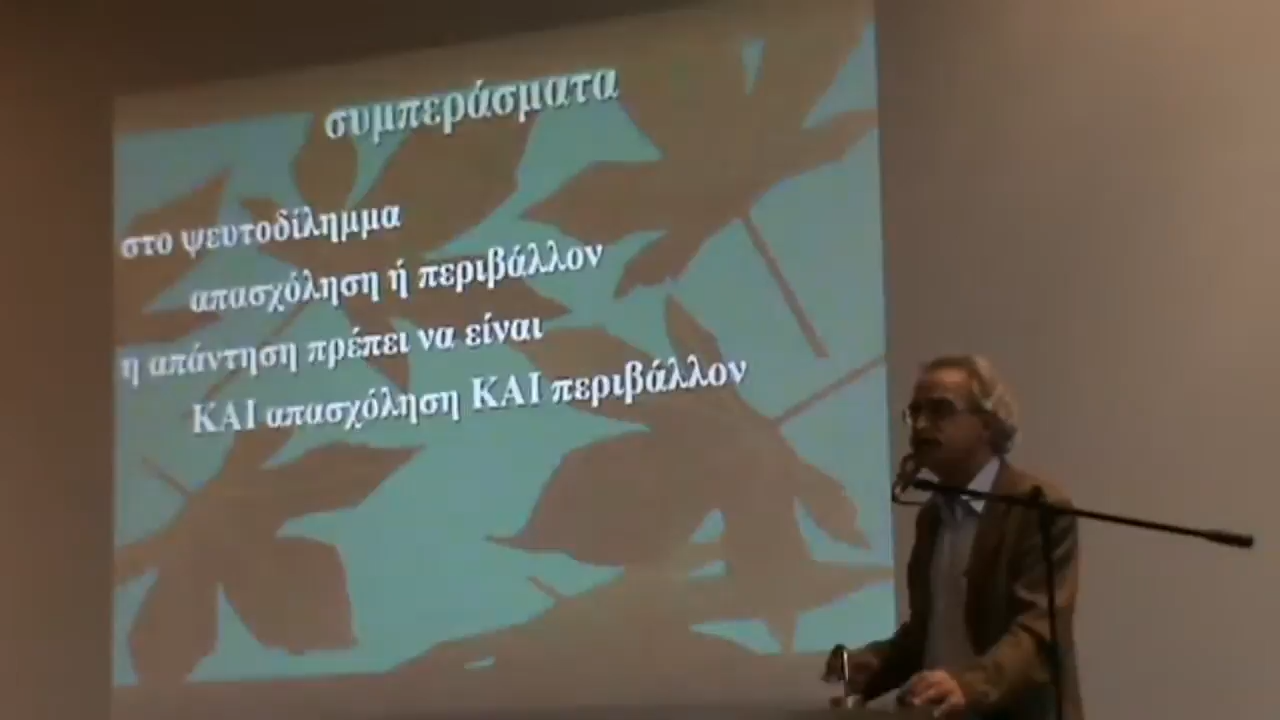 συμπεράσματα
στο ψευτοδίλημμα
απασχόληση ή περιβάλλον
η απάντηση πρέπει να είναι
ΚΑΙ απασχόληση ΚΑΙ περιβάλλον